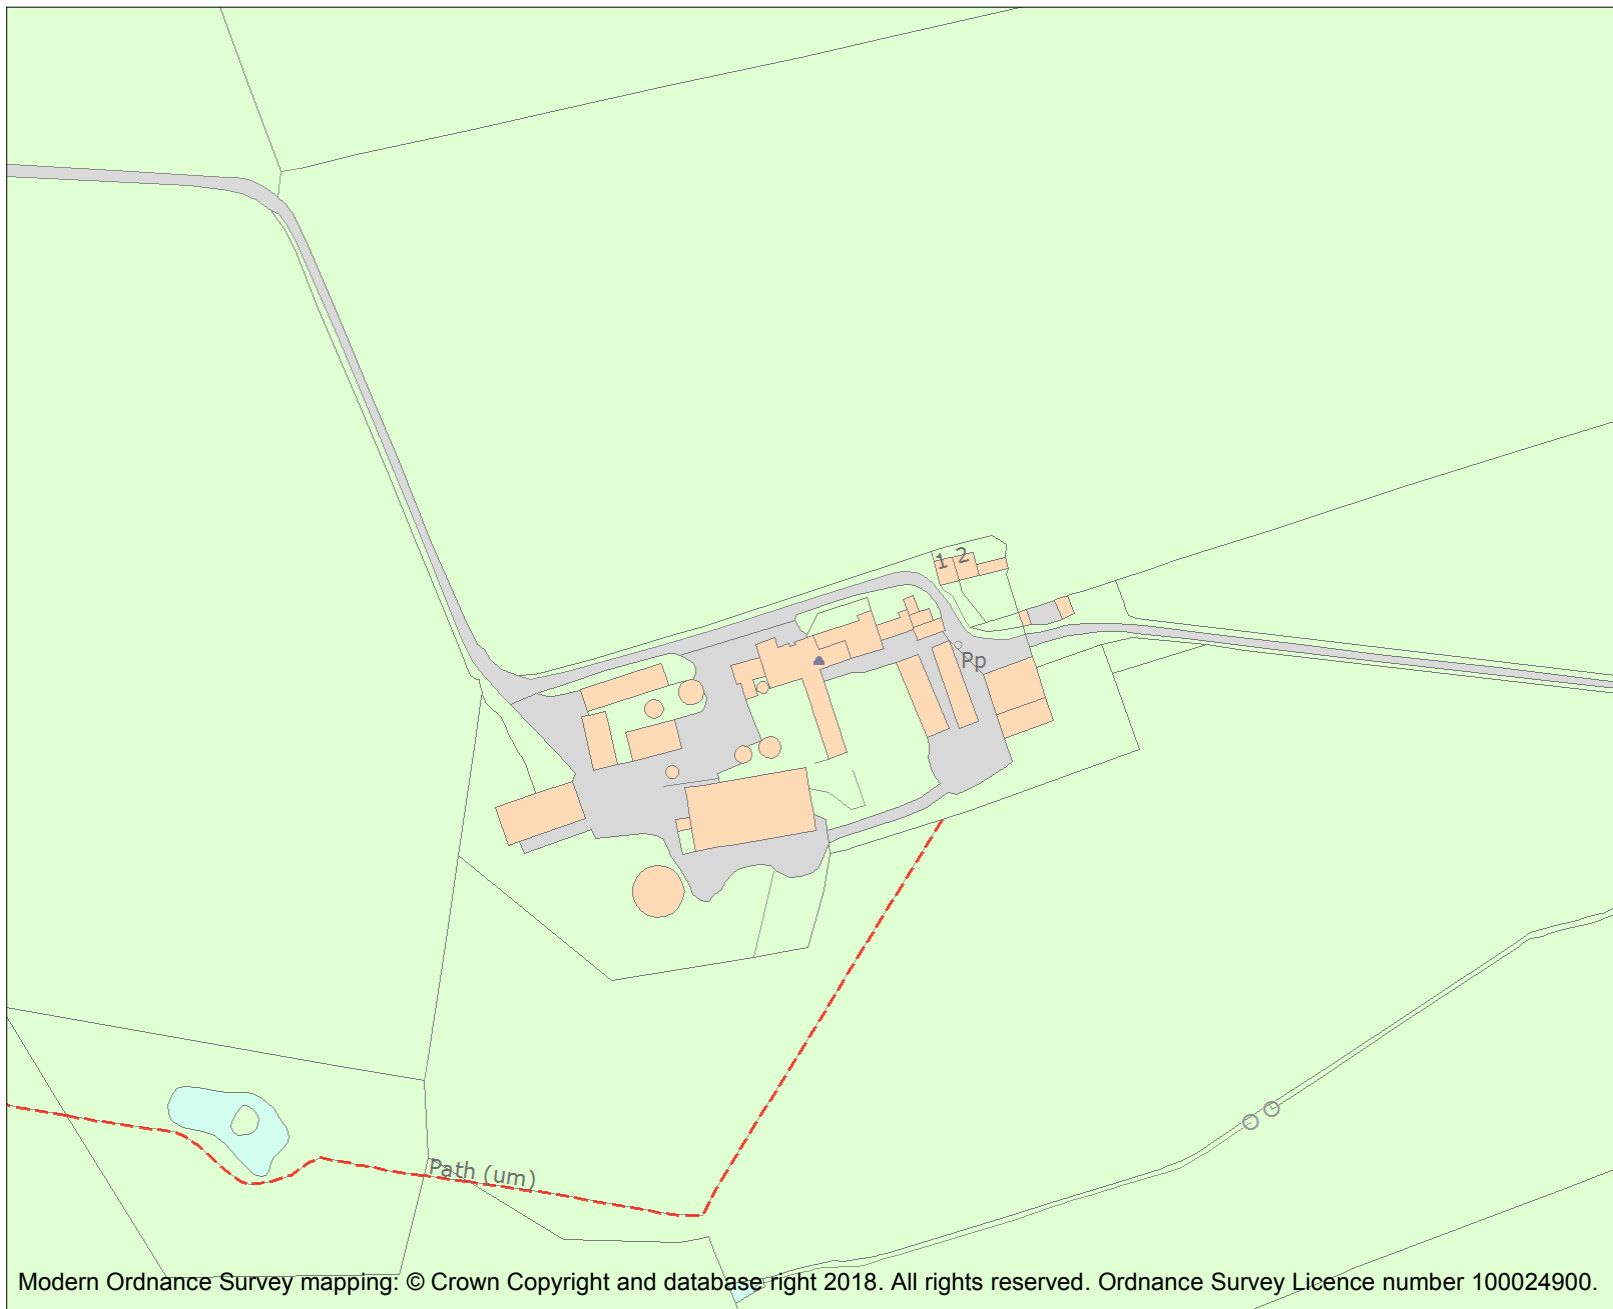 1 2
Pp
Path (um)
Modern Ordnance Survey mapping: © Crown Copyright and database right 2018. All rights reserved. Ordnance Survey Licence number 100024900.